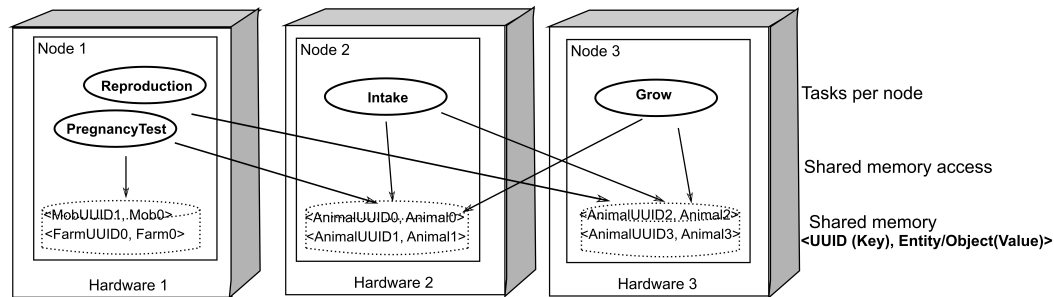 Node 1
Reproduction
PregnancyTest
<MobUUID1, Mob0>
<FarmUUID0, Farm0>
Hardware 1
Node 2
Intake
<AnimalUUID0, Animal0>
<AnimalUUID1, Animal1>
Hardware 2
Node 3
Grow
<AnimalUUID2, Animal2>
<AnimalUUID3, Animal3>
Hardware 3
Tasks per node
Shared memory access
Shared memory
<UUID (Key), Entity/Object(Value)>